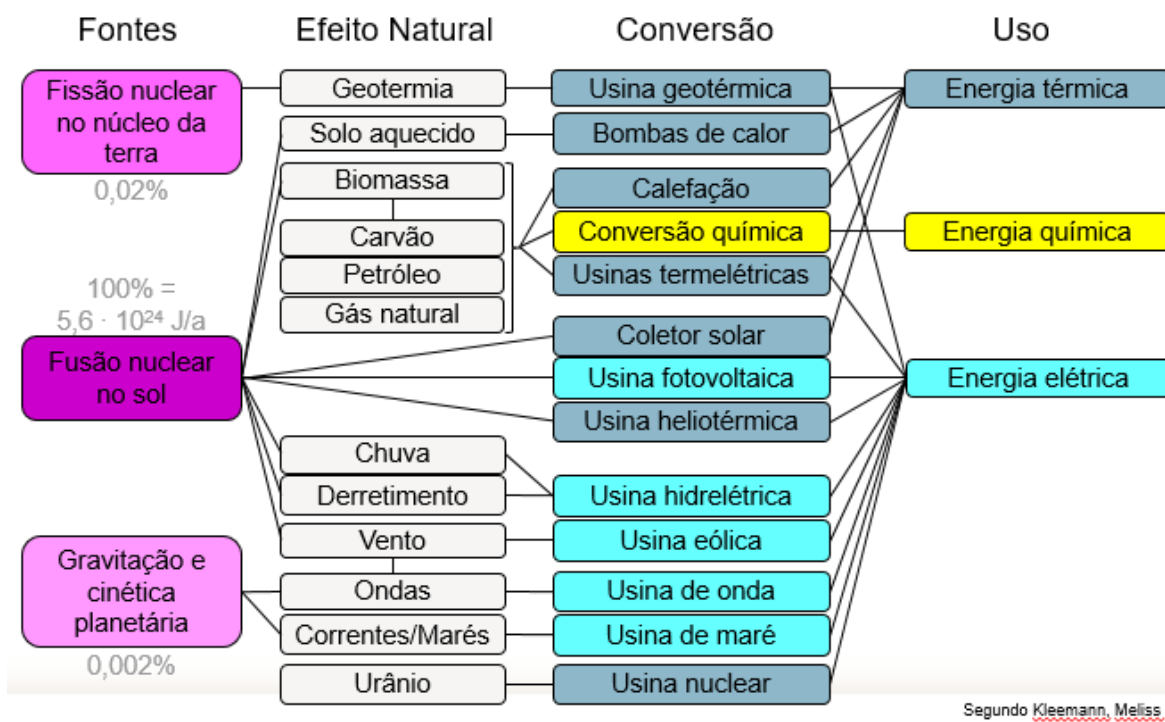 Fontes
Efeito Natural
Conversão
Uso
Fissão nuclear
no núcleo da
terra
0,02%
100% =
5,6 · 10²⁴ J/a
Fusão nuclear
no sol
Gravitação e
cinética
planetária
0,002%
Geotermia
Solo aquecido
Biomassa
Carvão
Petróleo
Gás natural
Chuva
Derretimento
Vento
Ondas
Correntes/Marés
Urânio
Usina geotérmica
Bombas de calor
Calefação
Conversão química
Usinas termelétricas
Coletor solar
Usina fotovoltaica
Usina heliotérmica
Usina hidrelétrica
Usina eólica
Usina de onda
Usina de maré
Usina nuclear
Energia térmica
Energia química
Energia elétrica
Segundo Kleemann, Meliss